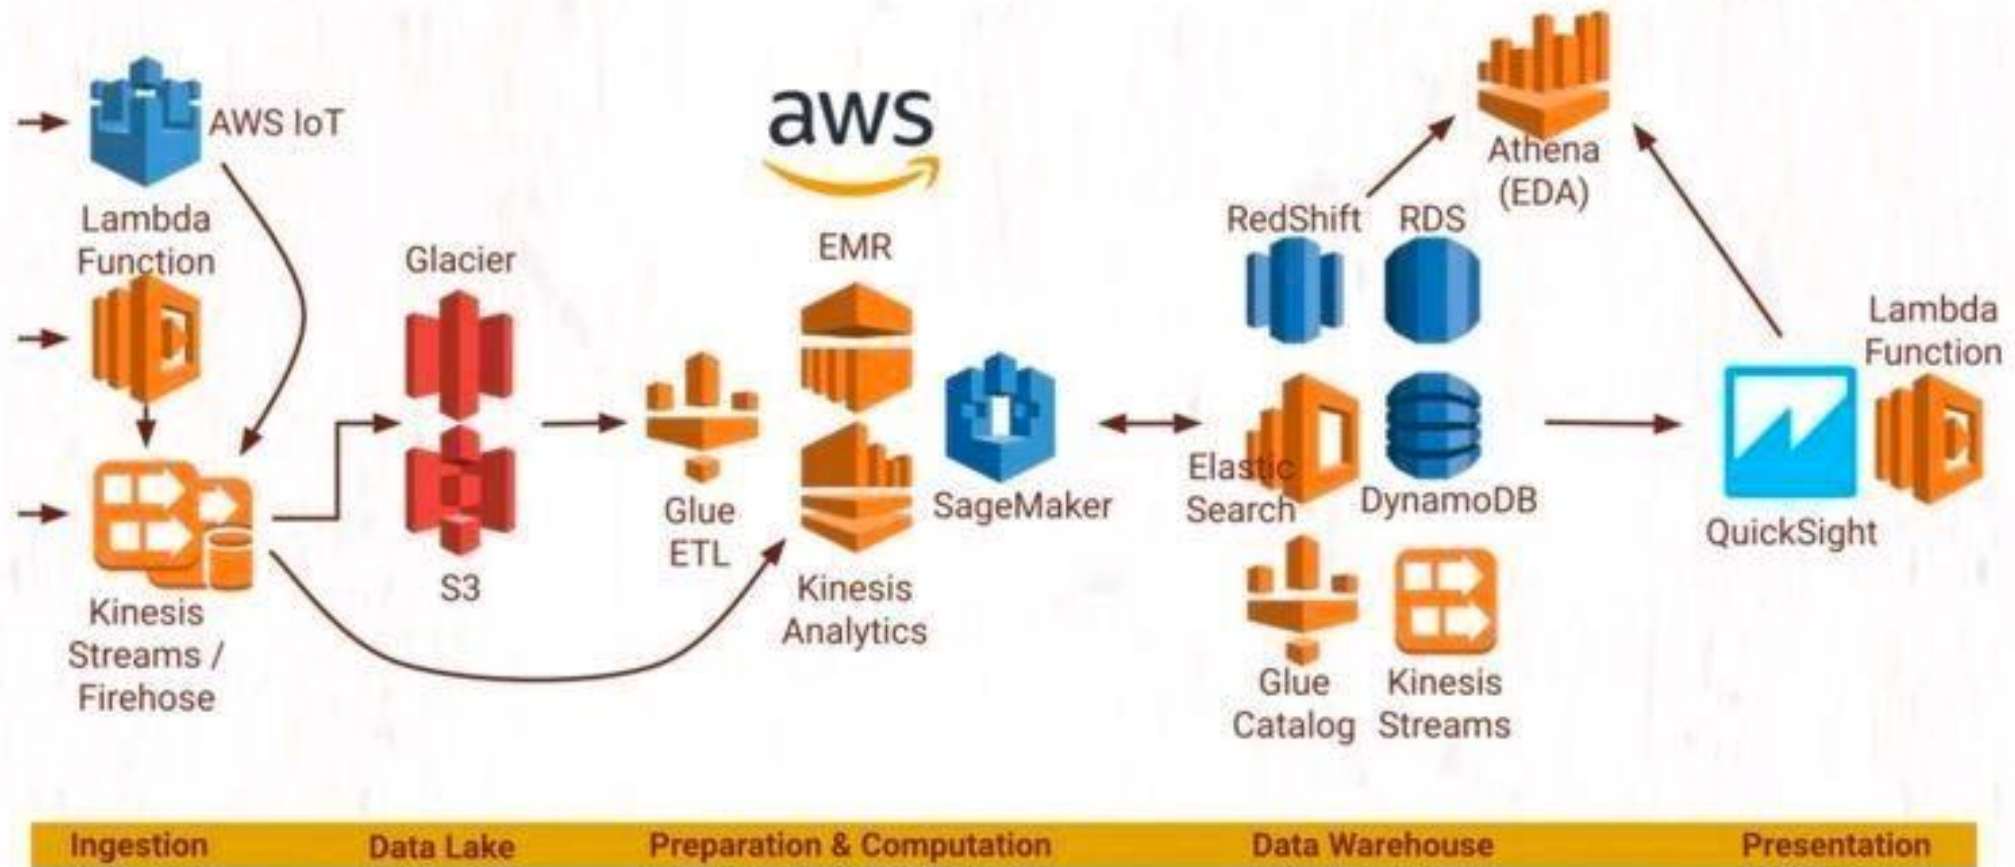 AWS IoT
Lambda
Function
Kinesis
Streams /
Firehose
Glacier
S3
aws
EMR
Glue
ETL
Kinesis
Analytics
SageMaker
RedShift
RDS
Elastic
Search
DynamoDB
Glue
Catalog
Kinesis
Streams
Athena
(EDA)
QuickSight
Lambda
Function
Ingestion
Data Lake
Preparation & Computation
Data Warehouse
Presentation